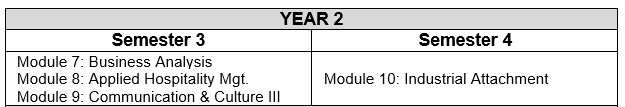 YEAR 2
Semester 3
Semester 4
Module 7: Business Analysis
Module 8: Applied Hospitality Mgt.
Module 9: Communication & Culture III
Module 10: Industrial Attachment